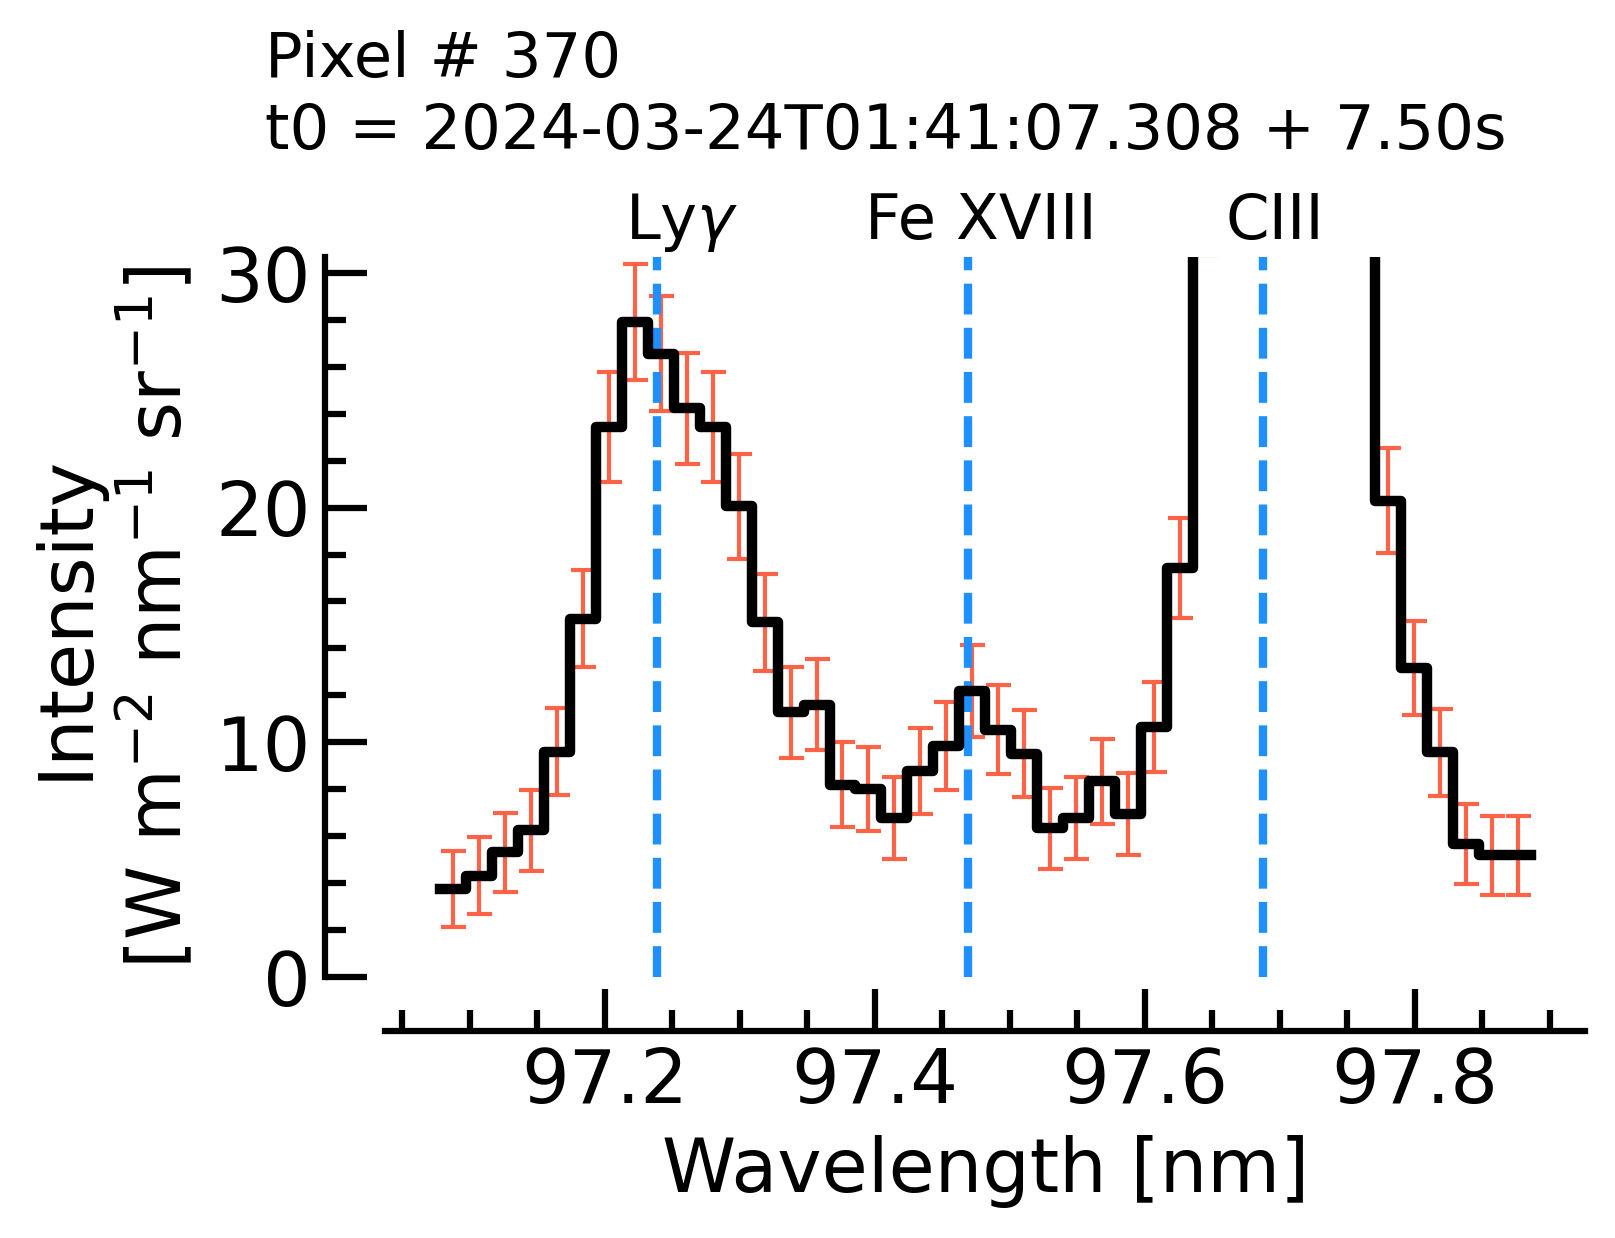 Pixel # 370
t0 = 2024-03-24T01:41:07.308 + 7.50s
Lyγ Fe XVIII CIII
Intensity
[W m⁻² nm⁻¹ sr⁻¹]
30
20
10
0
97.2 97.4 97.6 97.8
Wavelength [nm]